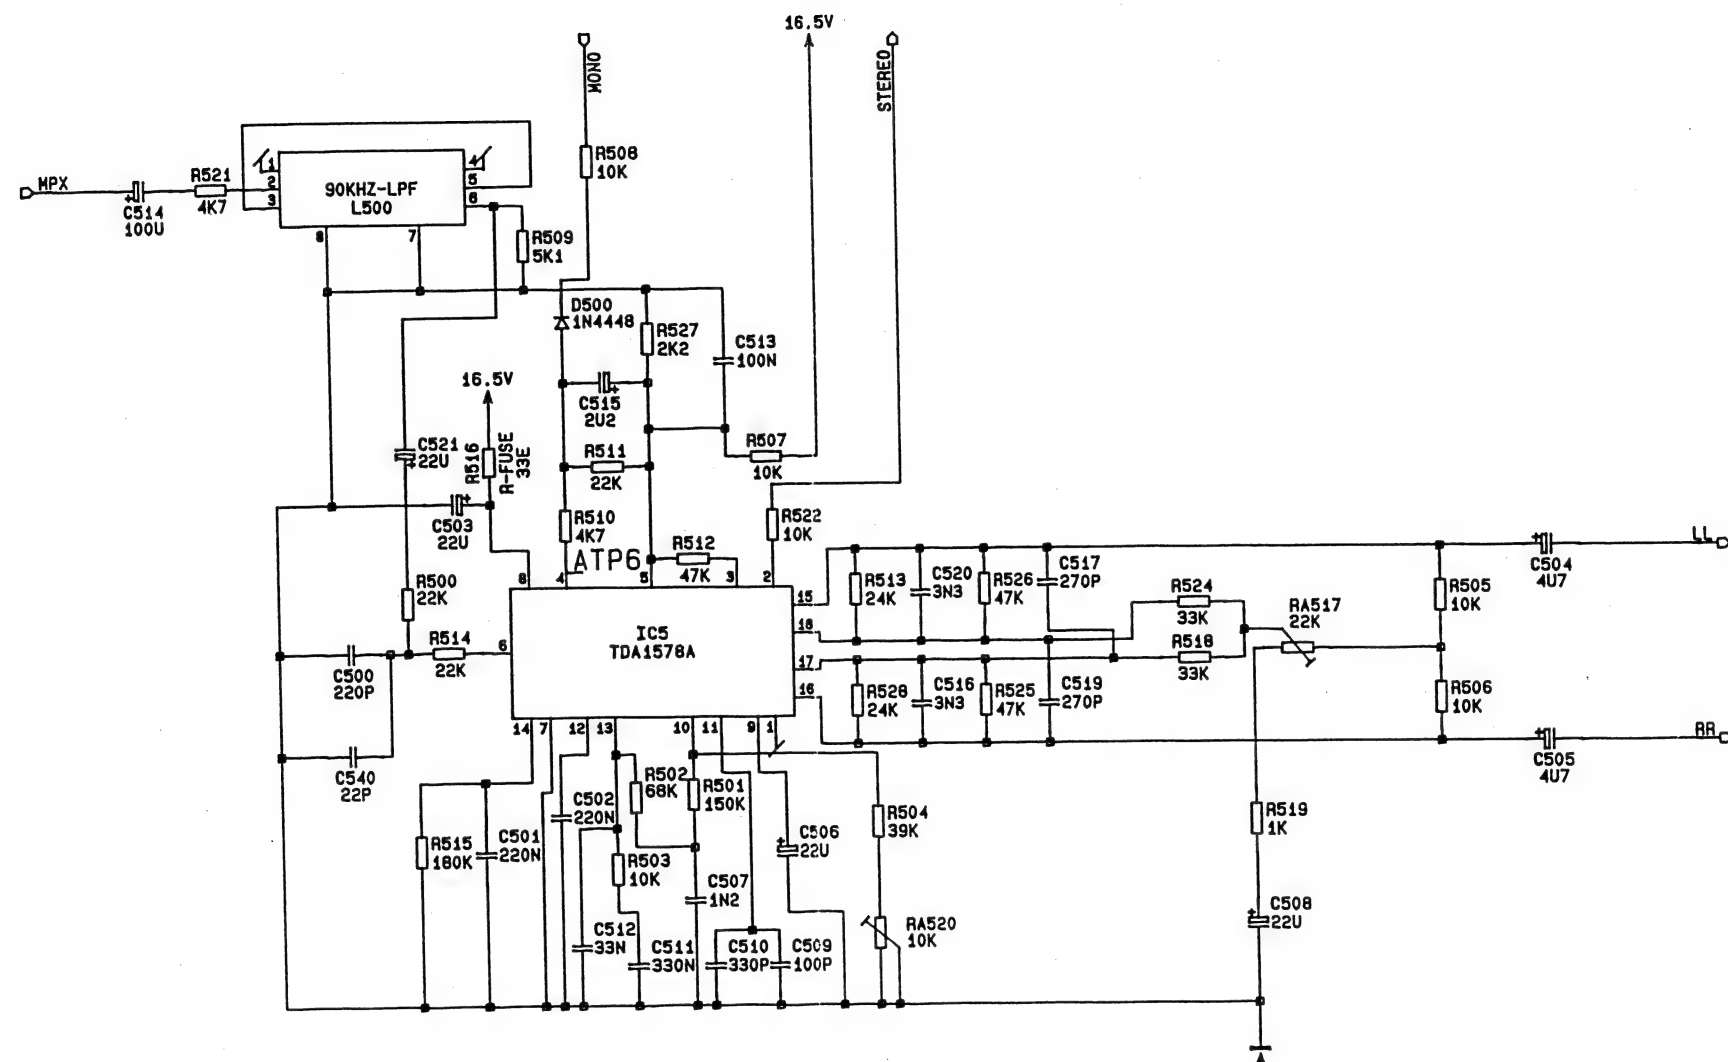 16.5V
MONO
STEREO
MPX
C514
100U
R521
4K7
1
2
3
4
5
6
90KHZ-LPF
L500
8
7
R508
10K
R509
5K1
D500
1N4448
R527
2K2
C513
100N
16.5V
C515
2U2
R507
10K
C521
22U
R516
R-FUSE
33E
R511
22K
C503
22U
R510
4K7
R522
10K
ATP6
R512
47K
8
4
5
3
2
R500
22K
R514
22K
6
IC5
TDA1578A
15
18
17
16
R513
24K
C520
3N3
R526
47K
C517
270P
R524
33K
R518
33K
RA517
22K
R505
10K
C504
4U7
LL
C500
220P
R528
24K
C516
3N3
R525
47K
C519
270P
R506
10K
C505
4U7
RR
14
7
12
13
10
11
9
1
C540
22P
R502
68K
R501
150K
C502
220N
R504
39K
R519
1K
C506
22U
R515
180K
C501
220N
R503
10K
C507
1N2
C508
22U
RA520
10K
C512
33N
C511
330N
C510
330P
C509
100P